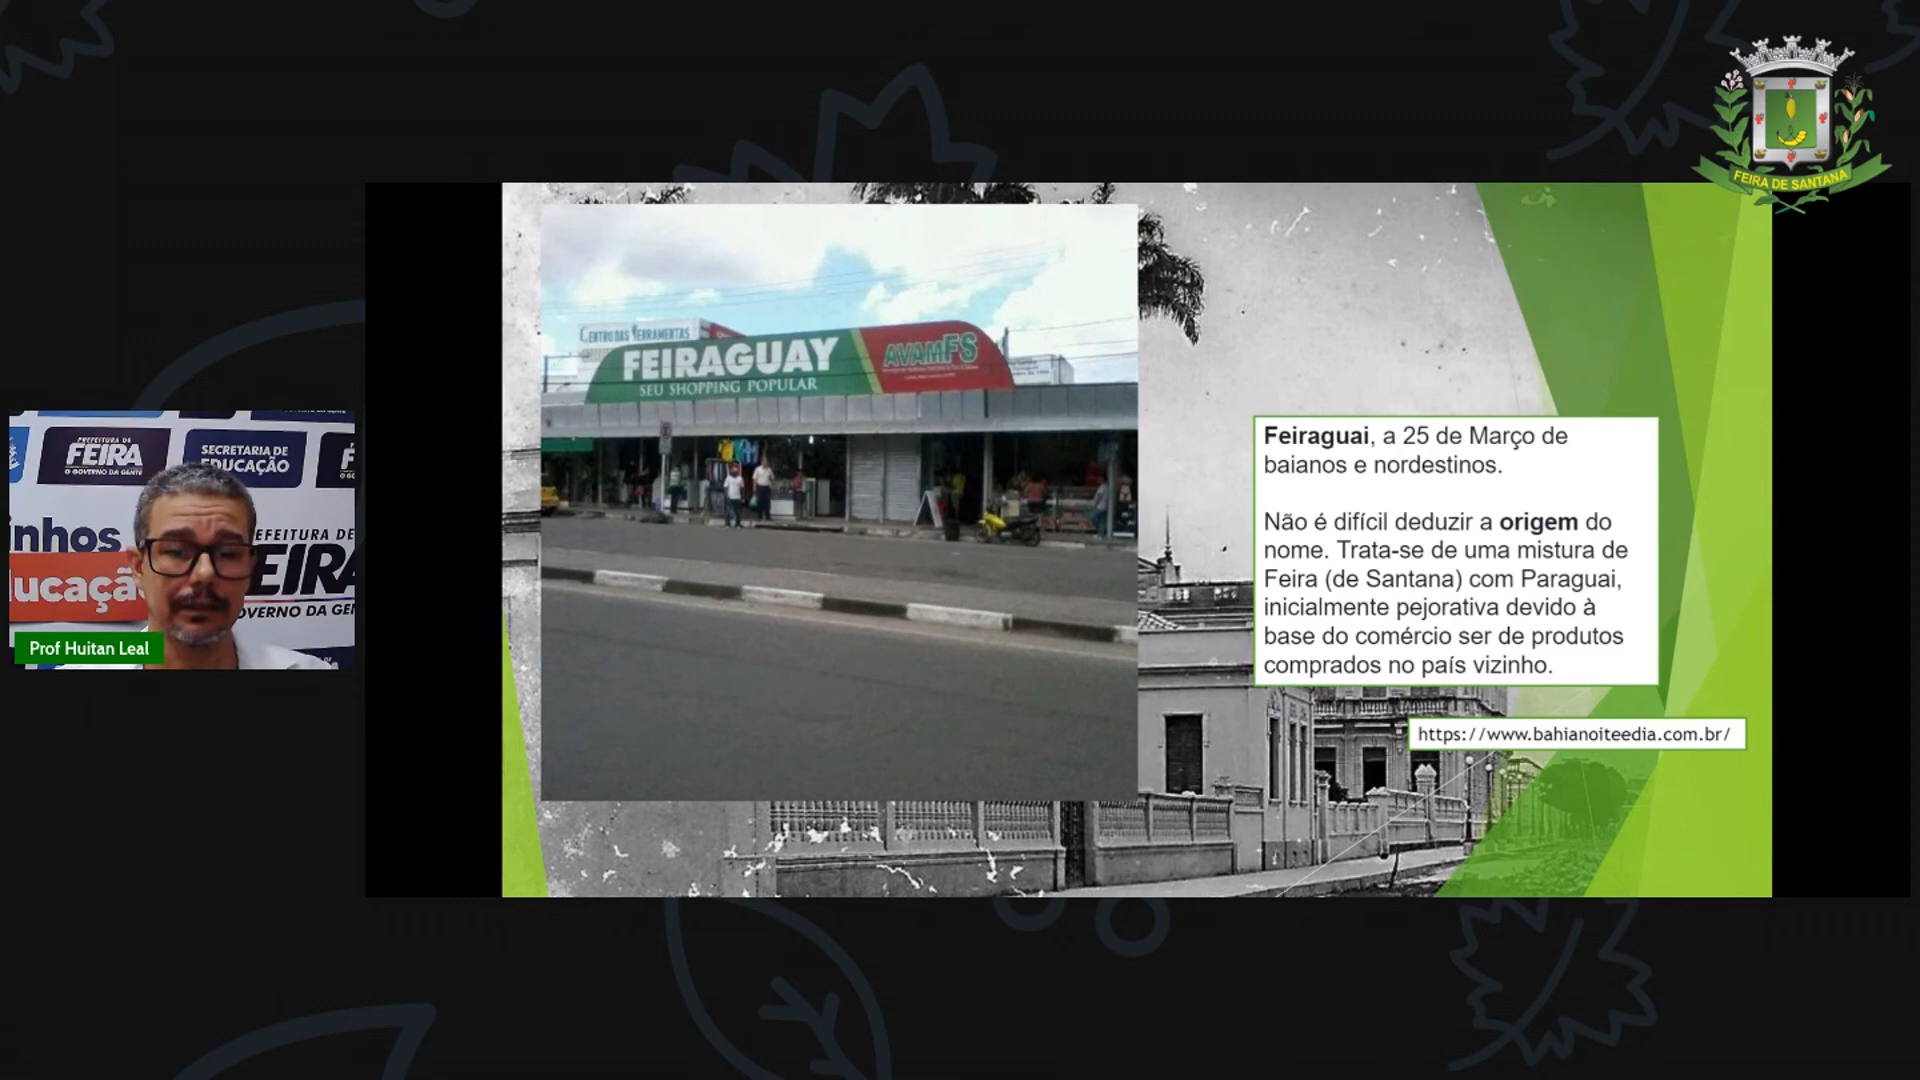 FEIRA DE SANTANA
CENTRO DAS FERRAMENTAS
FEIRAGUAY
SEU SHOPPING POPULAR
AVAMFS
Feiraguai, a 25 de Março de
baianos e nordestinos.
Não é difícil deduzir a origem do
nome. Trata-se de uma mistura de
Feira (de Santana) com Paraguai,
inicialmente pejorativa devido à
base do comércio ser de produtos
comprados no país vizinho.
https://www.bahianoiteedia.com.br/
PREFEITURA DE
FEIRA
O GOVERNO DA GENTE
SECRETARIA DE
EDUCAÇÃO
inhos
lucaçã
EFEITURA DE
EIRA
OVERNO DA GEN
Prof Huitan Leal